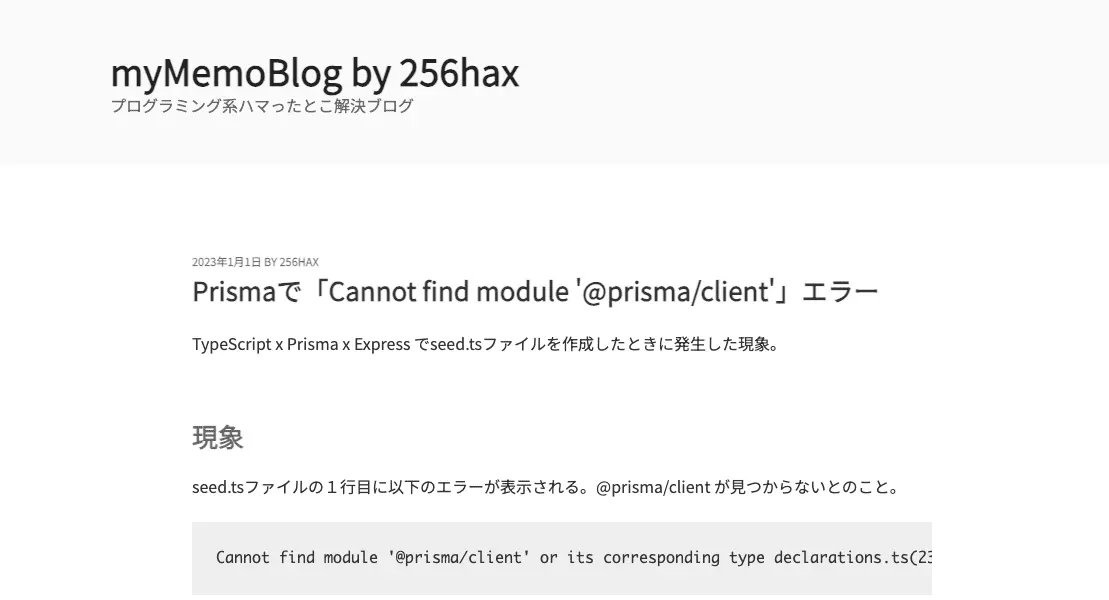 myMemoBlog by 256hax
プログラミング系ハマったとこ解決ブログ
2023年1月1日 BY 256HAX
Prismaで「Cannot find module '@prisma/client'」エラー
TypeScript x Prisma x Express でseed.tsファイルを作成したときに発生した現象。
現象
seed.tsファイルの１行目に以下のエラーが表示される。@prisma/client が見つからないとのこと。
Cannot find module '@prisma/client' or its corresponding type declarations.ts(23